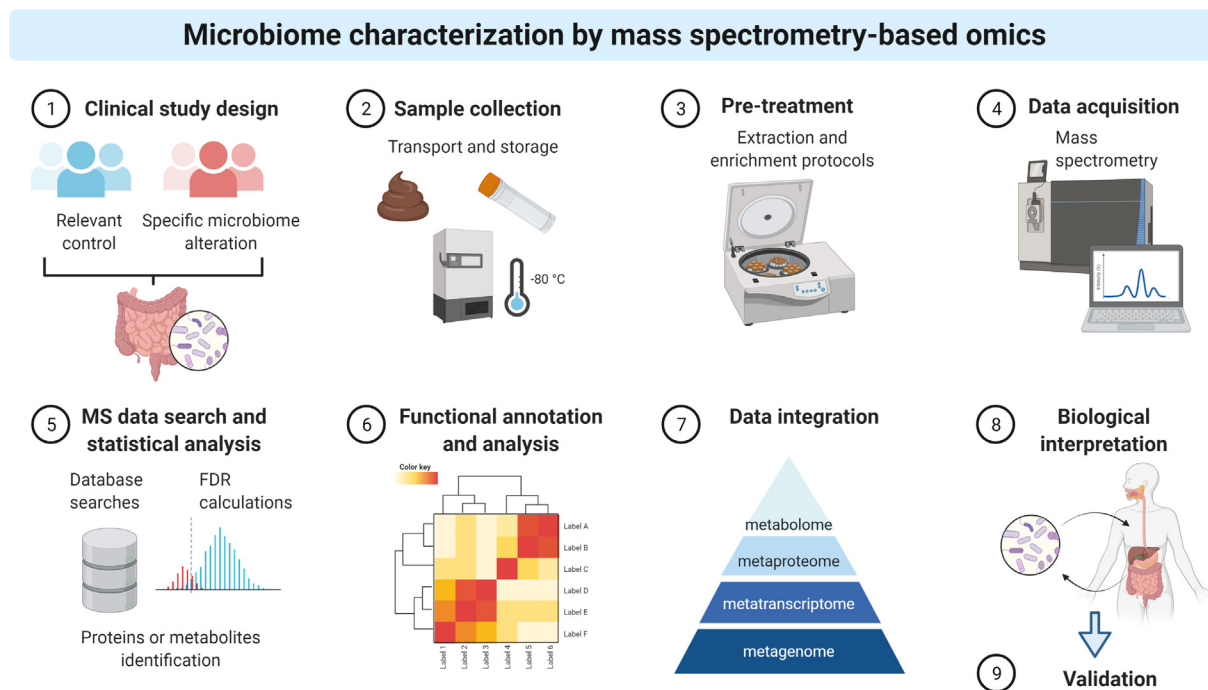 Microbiome characterization by mass spectrometry-based omics
1
Clinical study design
Relevant
control
Specific microbiome
alteration
2
Sample collection
Transport and storage
-80 °C
3
Pre-treatment
Extraction and
enrichment protocols
4
Data acquisition
Mass
spectrometry
Intensity (%)
5
MS data search and
statistical analysis
Database
searches
FDR
calculations
Proteins or metabolites
identification
6
Functional annotation
and analysis
Color key
Label A
Label B
Label C
Label D
Label E
Label F
Label 1
Label 2
Label 3
Label 4
Label 5
Label 6
7
Data integration
metabolome
metaproteome
metatranscriptome
metagenome
8
Biological
interpretation
9
Validation